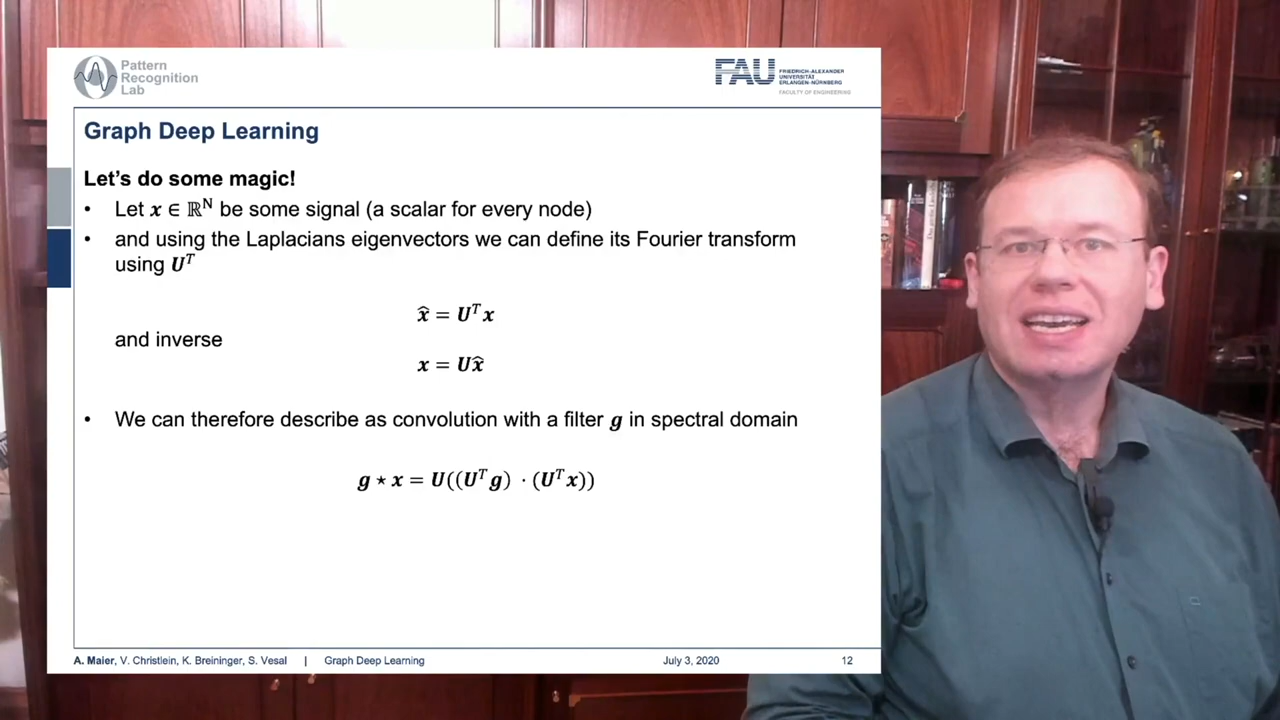 Pattern
Recognition
Lab
FAU
FRIEDRICH-ALEXANDER
UNIVERSITÄT
ERLANGEN-NÜRNBERG
FACULTY OF ENGINEERING
Graph Deep Learning
Let's do some magic!
• Let x ∈ ℝᴺ be some signal (a scalar for every node)
• and using the Laplacians eigenvectors we can define its Fourier transform
using Uᵀ
x̂ = Uᵀx
and inverse
x = Ux̂
• We can therefore describe as convolution with a filter g in spectral domain
g ⋆ x = U((Uᵀg) · (Uᵀx))
A. Maier, V. Christlein, K. Breininger, S. Vesal | Graph Deep Learning July 3, 2020 12